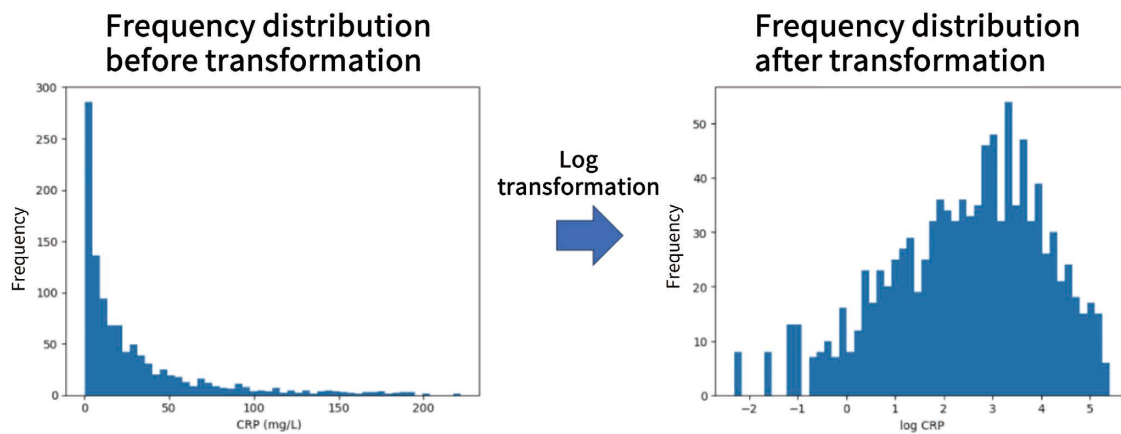 Frequency distribution
before transformation
300
250
200
150
100
50
0
Frequency
0
50
100
150
200
CRP (mg/L)
Log
transformation
Frequency distribution
after transformation
50
40
30
20
10
0
Frequency
−2
−1
0
1
2
3
4
5
log CRP